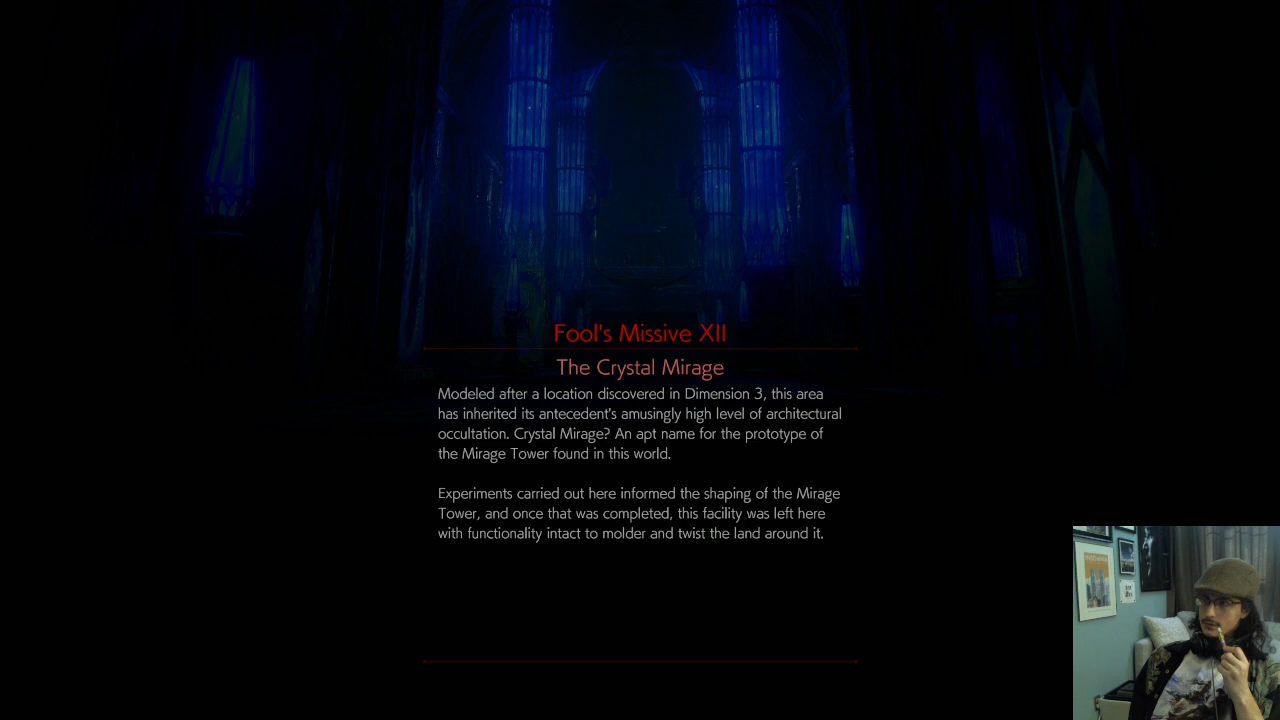 Fool's Missive XII
The Crystal Mirage
Modeled after a location discovered in Dimension 3, this area
has inherited its antecedent's amusingly high level of architectural
occultation. Crystal Mirage? An apt name for the prototype of
the Mirage Tower found in this world.
Experiments carried out here informed the shaping of the Mirage
Tower, and once that was completed, this facility was left here
with functionality intact to molder and twist the land around it.